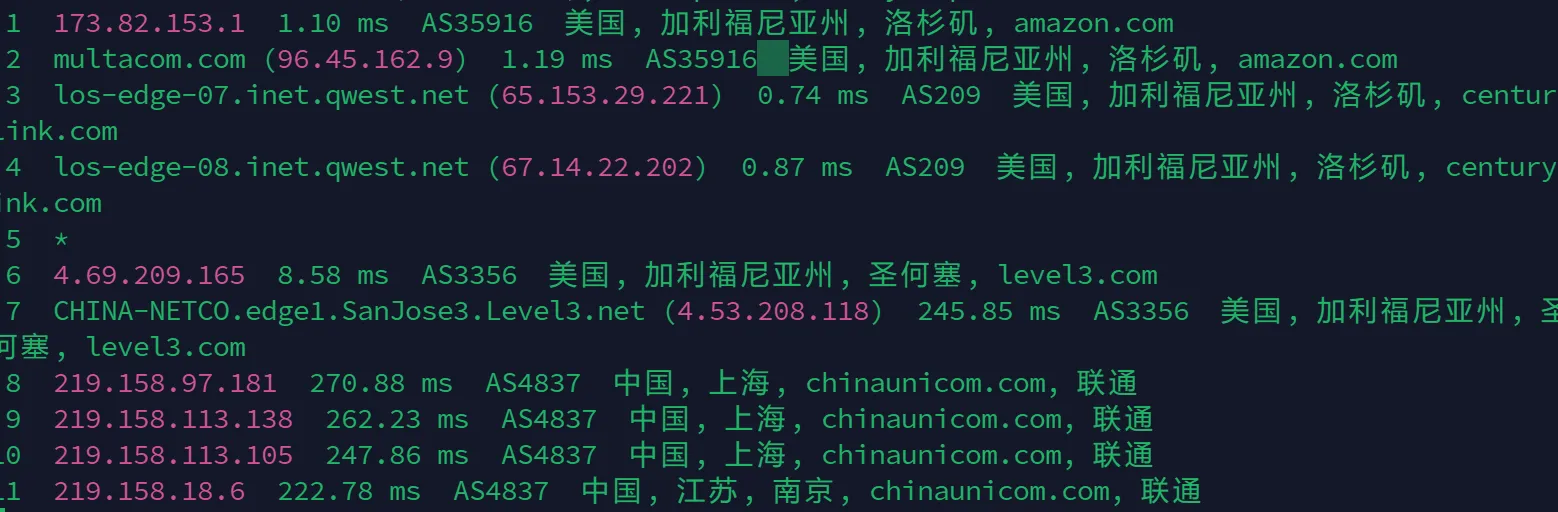 1  173.82.153.1  1.10 ms  AS35916  美国, 加利福尼亚州, 洛杉矶, amazon.com
2  multacom.com (96.45.162.9)  1.19 ms  AS35916  美国, 加利福尼亚州, 洛杉矶, amazon.com
3  los-edge-07.inet.qwest.net (65.153.29.221)  0.74 ms  AS209  美国, 加利福尼亚州, 洛杉矶, centur
link.com
4  los-edge-08.inet.qwest.net (67.14.22.202)  0.87 ms  AS209  美国, 加利福尼亚州, 洛杉矶, century
ink.com
5  *
6  4.69.209.165  8.58 ms  AS3356  美国, 加利福尼亚州, 圣何塞, level3.com
7  CHINA-NETCO.edge1.SanJose3.Level3.net (4.53.208.118)  245.85 ms  AS3356  美国, 加利福尼亚州, 圣
何塞, level3.com
8  219.158.97.181  270.88 ms  AS4837  中国, 上海, chinaunicom.com, 联通
9  219.158.113.138  262.23 ms  AS4837  中国, 上海, chinaunicom.com, 联通
10  219.158.113.105  247.86 ms  AS4837  中国, 上海, chinaunicom.com, 联通
11  219.158.18.6  222.78 ms  AS4837  中国, 江苏, 南京, chinaunicom.com, 联通